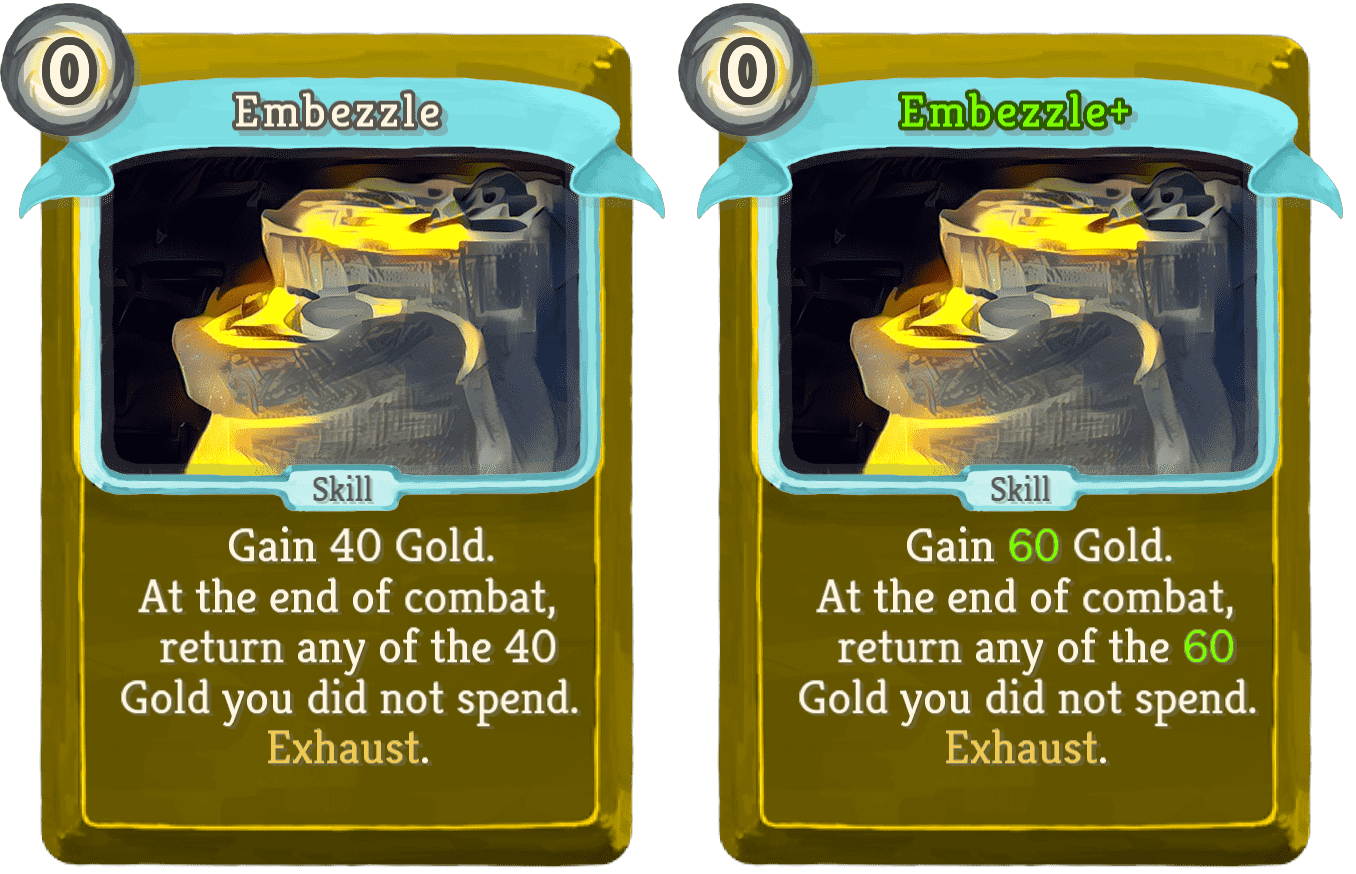 0
Embezzle
Skill
Gain 40 Gold.
At the end of combat,
return any of the 40
Gold you did not spend.
Exhaust.
0
Embezzle+
Skill
Gain 60 Gold.
At the end of combat,
return any of the 60
Gold you did not spend.
Exhaust.